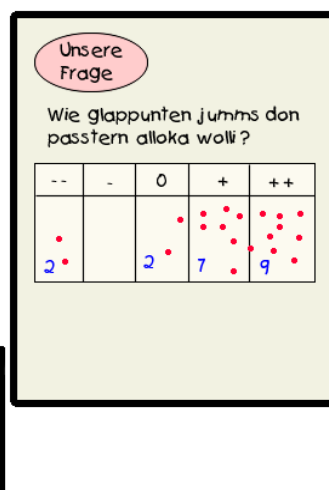 Unsere
Frage
Wie glappunten jumms don
passtern alloka wolli?
-- - 0 + ++
2 2 7 9